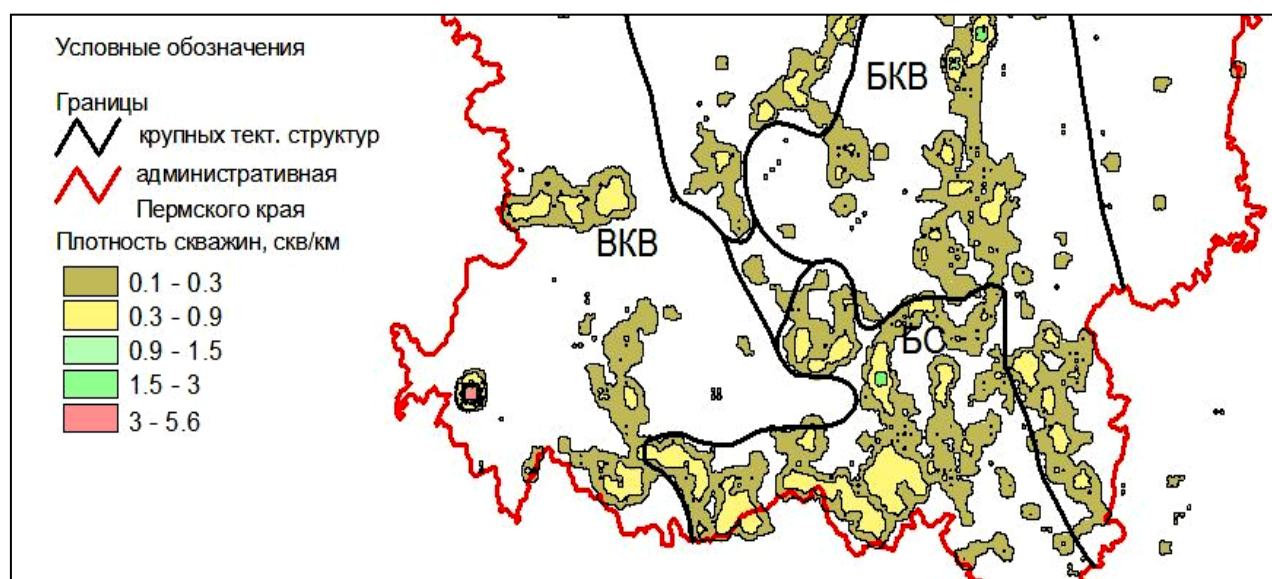 Условные обозначения
Границы
крупных тект. структур
административная
Пермского края
Плотность скважин, скв/км
0.1 - 0.3
0.3 - 0.9
0.9 - 1.5
1.5 - 3
3 - 5.6
БКВ
ВКВ
БС